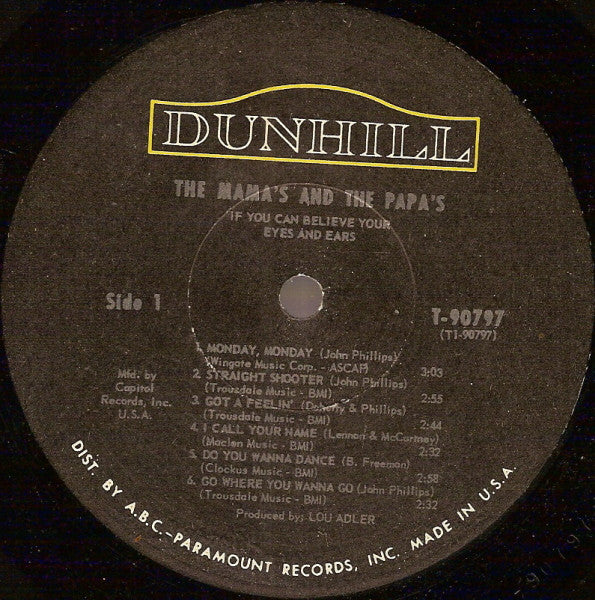 DUNHILL
THE MAMA'S AND THE PAPA'S
"IF YOU CAN BELIEVE YOUR
EYES AND EARS
Side 1
T-90797
(T1-90797)
Mfd. by
Capitol
Records, Inc.
U.S.A.
1. MONDAY, MONDAY (John Phillips)
(Wingate Music Corp. - ASCAP) 3:03
2. STRAIGHT SHOOTER (John Phillips)
(Trousdale Music - BMI) 2:55
3. GOT A FEELIN' (Doherty & Phillips)
(Trousdale Music - BMI) 2:44
4. I CALL YOUR NAME (Lennon & McCartney)
(Maclen Music - BMI) 2:32
5. DO YOU WANNA DANCE (B. Freeman)
(Clockus Music - BMI) 2:58
6. GO WHERE YOU WANNA GO (John Phillips)
(Trousdale Music - BMI) 2:32
Produced by: LOU ADLER
DIST. BY A.B.C.-PARAMOUNT RECORDS, INC. MADE IN U.S.A.